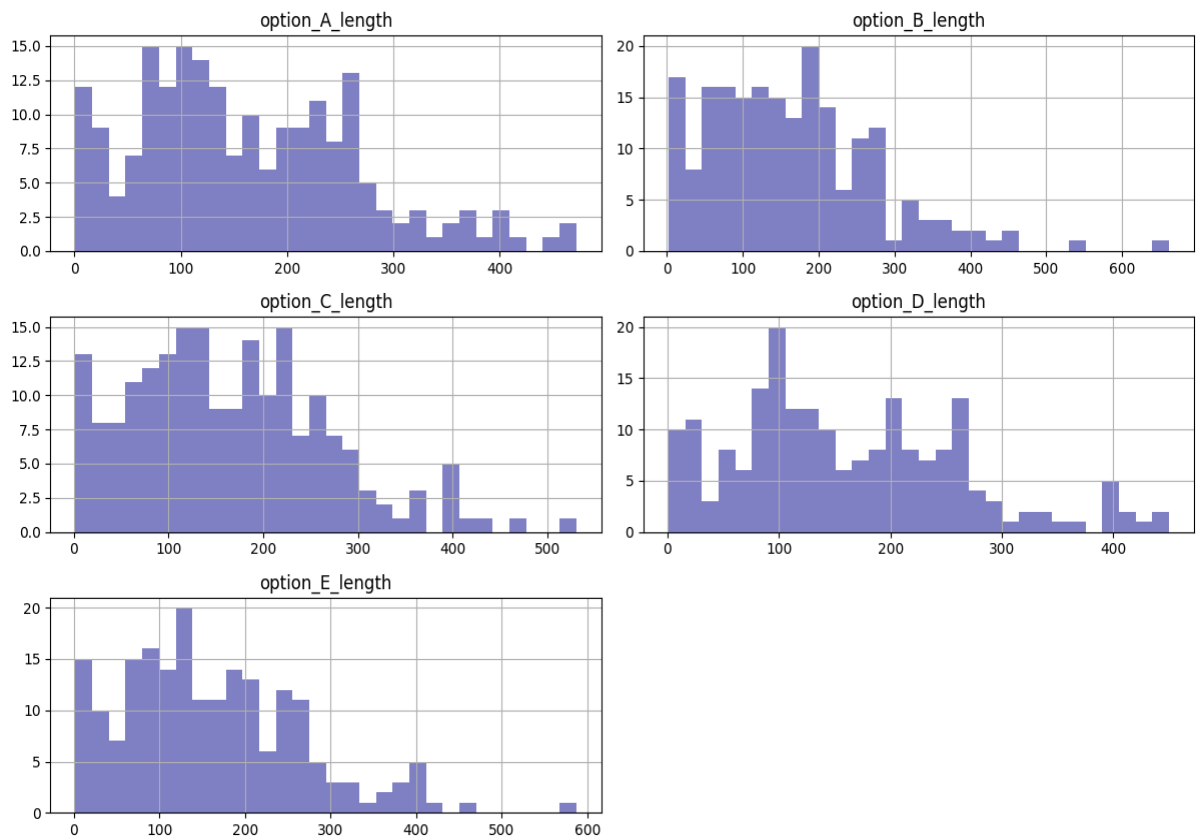 option_A_length
15.0
12.5
10.0
7.5
5.0
2.5
0.0
0 100 200 300 400
option_B_length
20
15
10
5
0
0 100 200 300 400 500 600
option_C_length
15.0
12.5
10.0
7.5
5.0
2.5
0.0
0 100 200 300 400 500
option_D_length
20
15
10
5
0
0 100 200 300 400
option_E_length
20
15
10
5
0
0 100 200 300 400 500 600